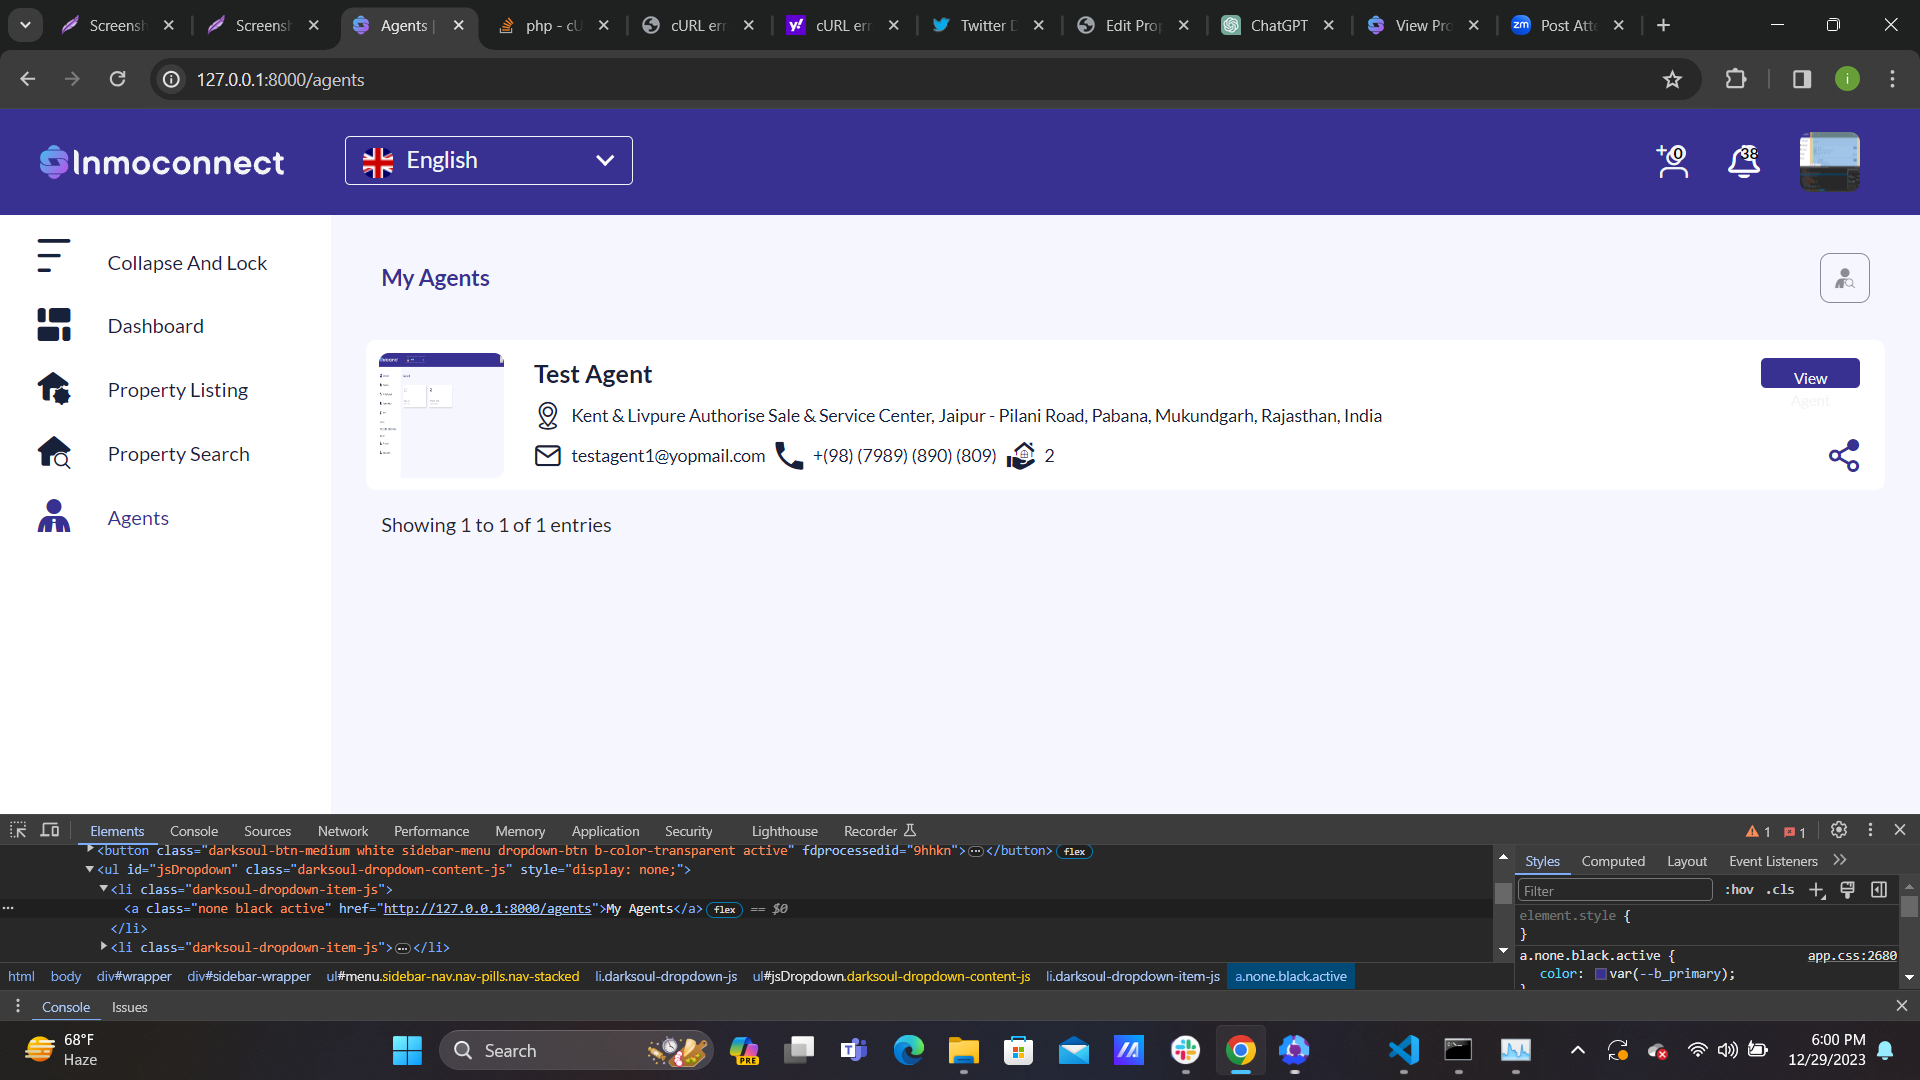 Screensh
Screensh
Agents |
php - cU
cURL err
cURL err
Twitter D
Edit Prop
ChatGPT
View Pro
Post Atte
127.0.0.1:8000/agents
i
Inmoconnect
English
0
38
Collapse And Lock
Dashboard
Property Listing
Property Search
Agents
My Agents
Test Agent
Kent & Livpure Authorise Sale & Service Center, Jaipur - Pilani Road, Pabana, Mukundgarh, Rajasthan, India
testagent1@yopmail.com +(98) (7989) (890) (809) 2
View
Agent
Showing 1 to 1 of 1 entries
Elements Console Sources Network Performance Memory Application Security Lighthouse Recorder
1 1
<button class="darksoul-btn-medium white sidebar-menu dropdown-btn b-color-transparent active" fdprocessedid="9hhkn">…</button> flex
<ul id="jsDropdown" class="darksoul-dropdown-content-js" style="display: none;">
<li class="darksoul-dropdown-item-js">
<a class="none black active" href="http://127.0.0.1:8000/agents">My Agents</a> flex == $0
</li>
<li class="darksoul-dropdown-item-js">…</li>
html body div#wrapper div#sidebar-wrapper ul#menu.sidebar-nav.nav-pills.nav-stacked li.darksoul-dropdown-js ul#jsDropdown.darksoul-dropdown-content-js li.darksoul-dropdown-item-js a.none.black.active
Styles Computed Layout Event Listeners
Filter :hov .cls
element.style {
}
a.none.black.active { app.css:2680
color: var(--b_primary);
}
Console Issues
68°F
Haze
Search
PRE
6:00 PM
12/29/2023